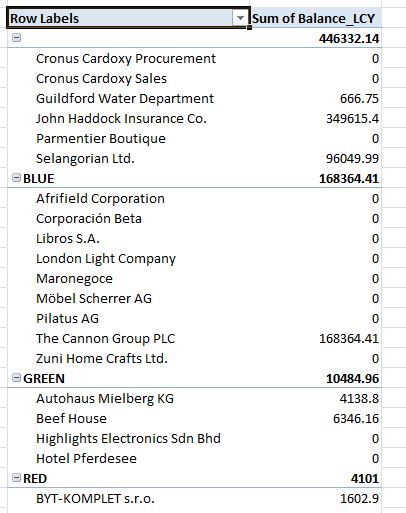 Row Labels Sum of Balance_LCY
446332.14
Cronus Cardoxy Procurement 0
Cronus Cardoxy Sales 0
Guildford Water Department 666.75
John Haddock Insurance Co. 349615.4
Parmentier Boutique 0
Selangorian Ltd. 96049.99
BLUE 168364.41
Afrifield Corporation 0
Corporación Beta 0
Libros S.A. 0
London Light Company 0
Maronegoce 0
Möbel Scherrer AG 0
Pilatus AG 0
The Cannon Group PLC 168364.41
Zuni Home Crafts Ltd. 0
GREEN 10484.96
Autohaus Mielberg KG 4138.8
Beef House 6346.16
Highlights Electronics Sdn Bhd 0
Hotel Pferdesee 0
RED 4101
BYT-KOMPLET s.r.o. 1602.9